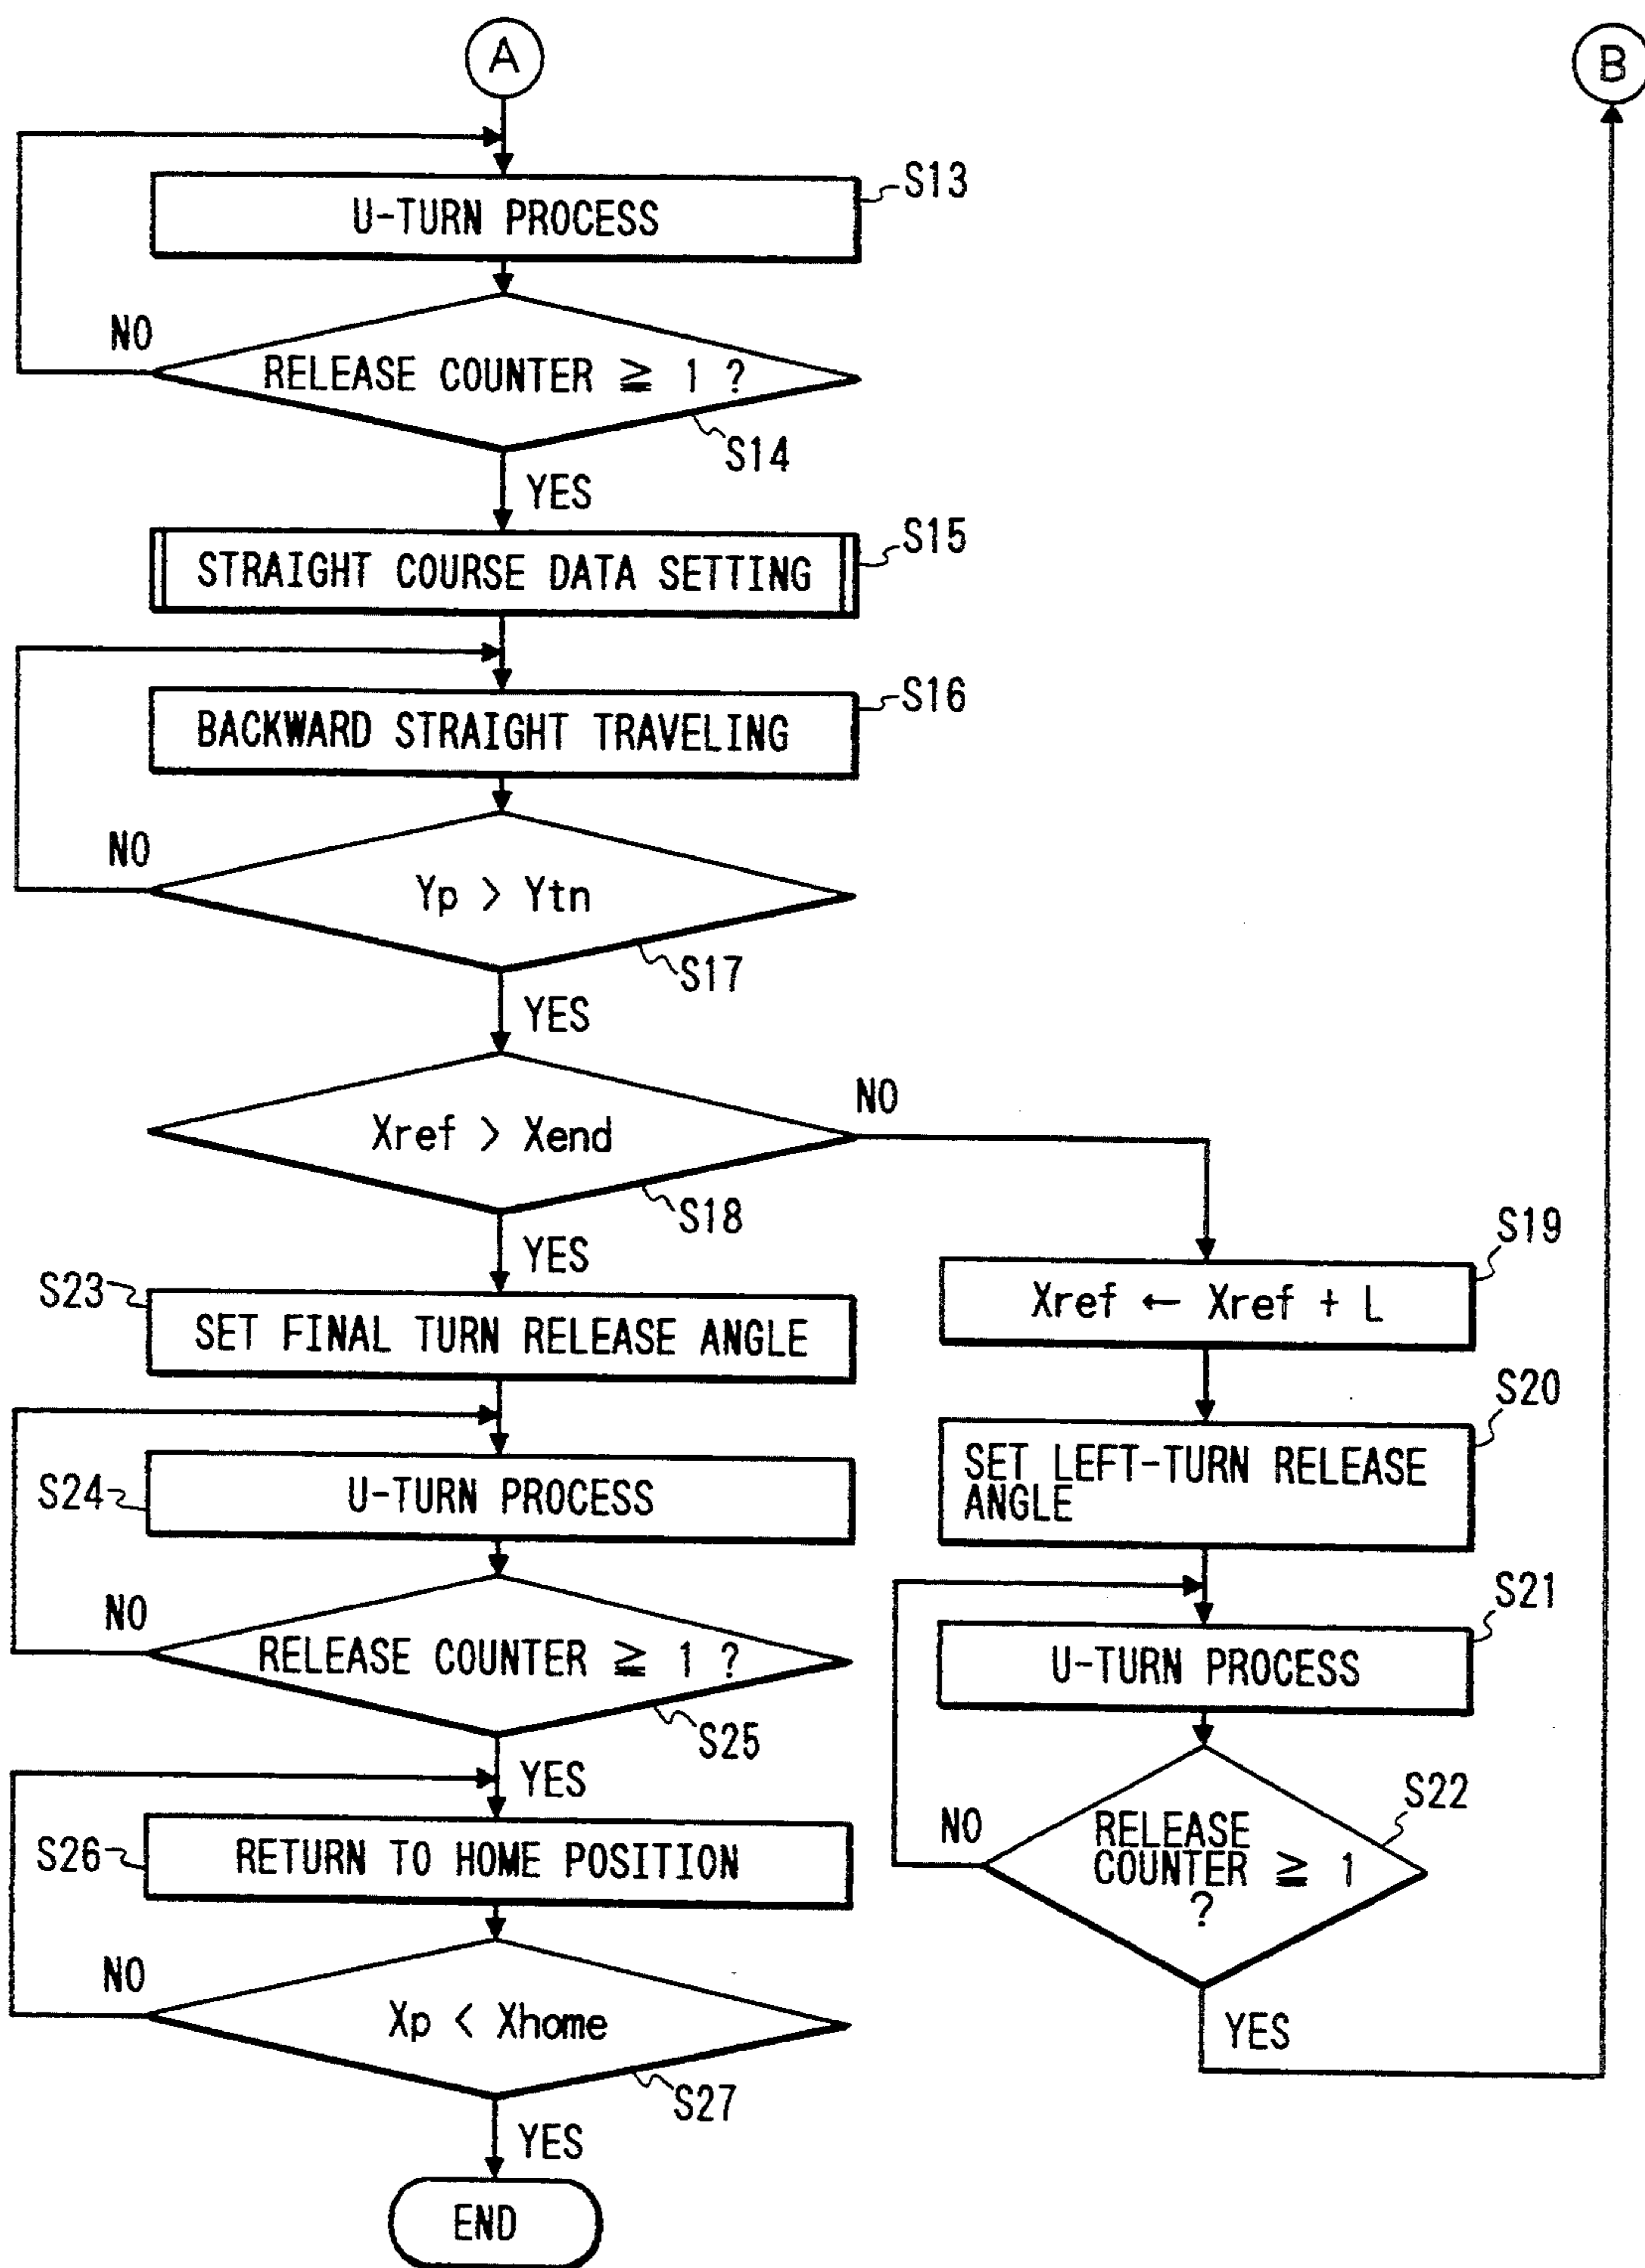 A
B
U-TURN PROCESS
S13
NO
RELEASE COUNTER ≧ 1 ?
S14
YES
STRAIGHT COURSE DATA SETTING
S15
BACKWARD STRAIGHT TRAVELING
S16
NO
Yp > Ytn
S17
YES
Xref > Xend
NO
S18
YES
S23
SET FINAL TURN RELEASE ANGLE
S24
U-TURN PROCESS
NO
RELEASE COUNTER ≧ 1 ?
S25
YES
S26
RETURN TO HOME POSITION
NO
Xp < Xhome
S27
YES
END
S19
Xref ← Xref + L
S20
SET LEFT-TURN RELEASE
ANGLE
S21
U-TURN PROCESS
S22
NO
RELEASE
COUNTER ≧ 1
?
YES